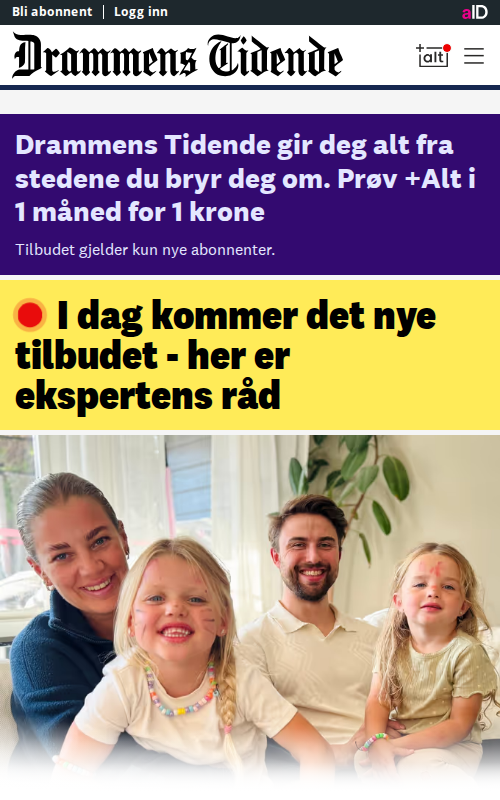 Bli abonnent | Logg inn
aID
Drammens Tidende
+alt
Drammens Tidende gir deg alt fra
stedene du bryr deg om. Prøv +Alt i
1 måned for 1 krone
Tilbudet gjelder kun nye abonnenter.
I dag kommer det nye
tilbudet - her er
ekspertens råd